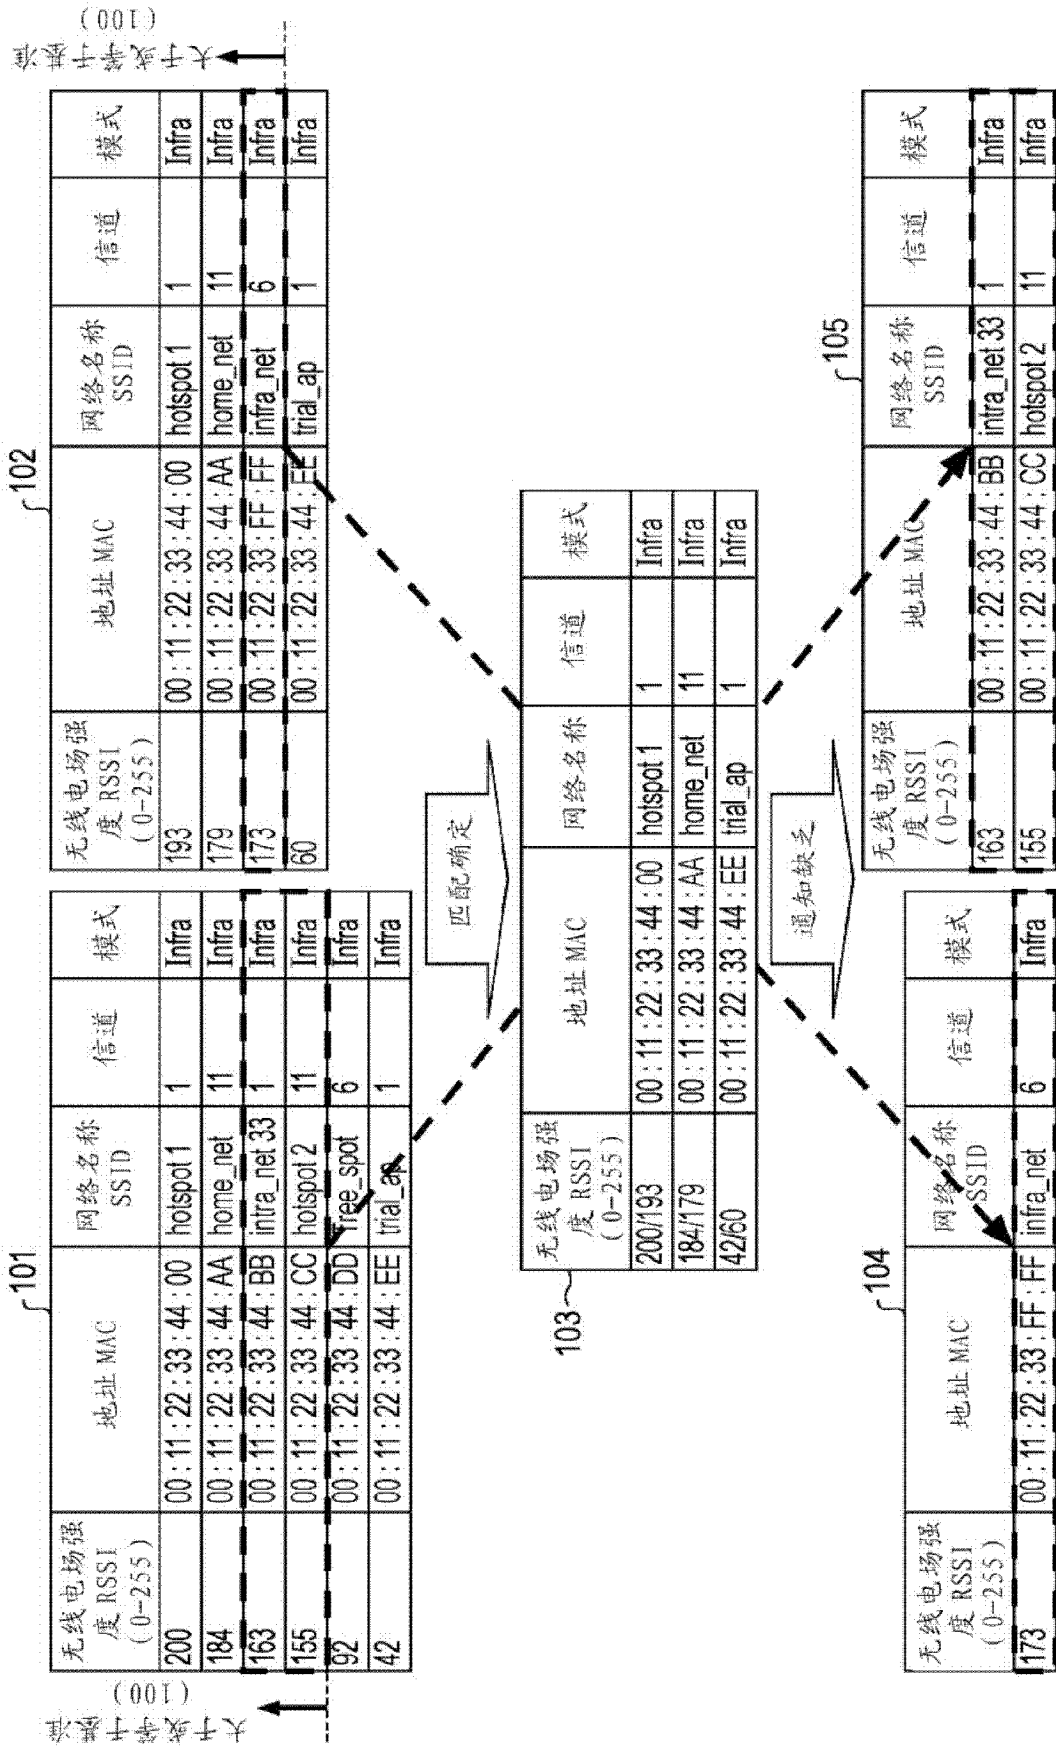 101
无线电场强度 RSSI (0-255) 地址 MAC 网络名称 SSID 信道 模式
200 00:11:22:33:44:00 hotspot 1 1 Infra
184 00:11:22:33:44:AA home_net 11 Infra
163 00:11:22:33:44:BB intra_net 33 1 Infra
155 00:11:22:33:44:CC hotspot 2 11 Infra
92 00:11:22:33:44:DD Tree_spot 6 Infra
42 00:11:22:33:44:EE trial_ap 1 Infra
大于或等于基准
(100)
102
无线电场强度 RSSI (0-255) 地址 MAC 网络名称 SSID 信道 模式
193 00:11:22:33:44:00 hotspot 1 1 Infra
179 00:11:22:33:44:AA home_net 11 Infra
173 00:11:22:33:FF:FF infra_net 6 Infra
60 00:11:22:33:44:EE trial_ap 1 Infra
大于或等于基准
(100)
匹配确定
103
无线电场强度 RSSI (0-255) 地址 MAC 网络名称 信道 模式
200/193 00:11:22:33:44:00 hotspot 1 1 Infra
184/179 00:11:22:33:44:AA home_net 11 Infra
42/60 00:11:22:33:44:EE trial_ap 1 Infra
通知缺乏
104
无线电场强度 RSSI (0-255) 地址 MAC 网络名称 SSID 信道 模式
173 00:11:22:33:FF:FF infra_net 6 Infra
105
无线电场强度 RSSI (0-255) 地址 MAC 网络名称 SSID 信道 模式
163 00:11:22:33:44:BB intra_net 33 1 Infra
155 00:11:22:33:44:CC hotspot 2 11 Infra